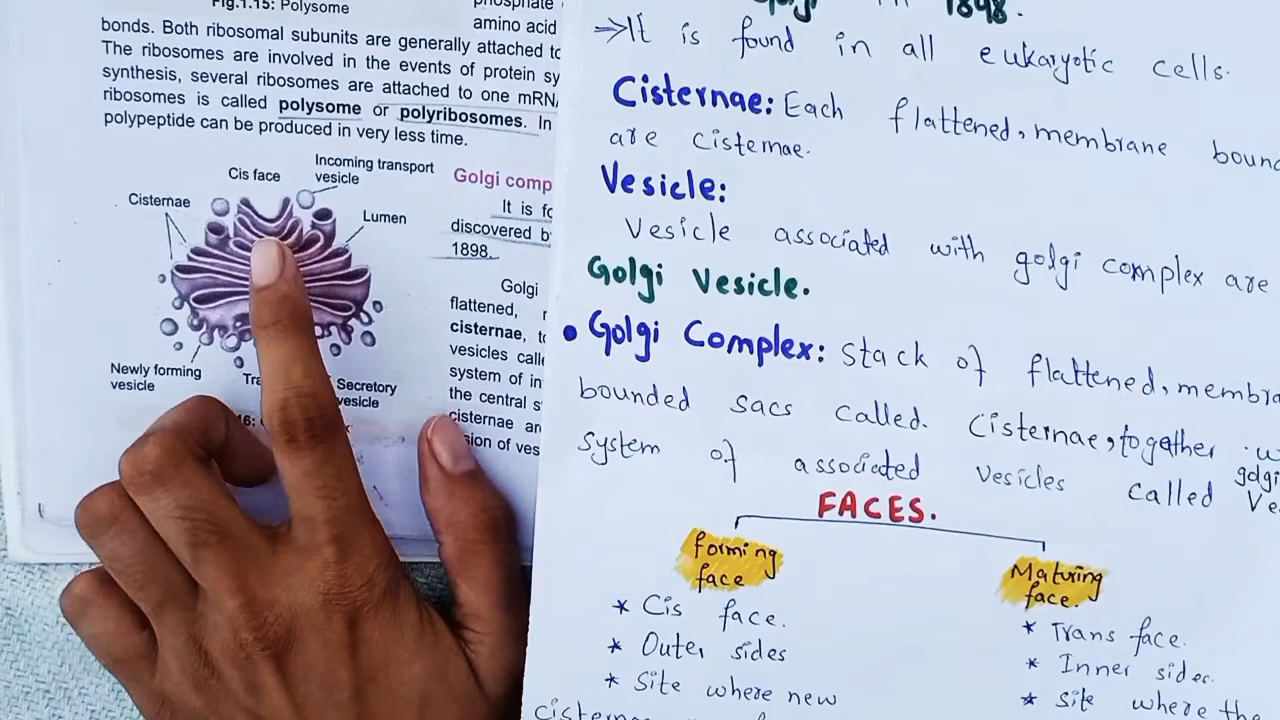 Fig.1.15: Polysome
phosphate
amino acid
bonds. Both ribosomal subunits are generally attached to
The ribosomes are involved in the events of protein sy
synthesis, several ribosomes are attached to one mRNA
ribosomes is called polysome or polyribosomes. In
polypeptide can be produced in very less time.
Cis face
Incoming transport
vesicle
Cisternae
Lumen
Newly forming
vesicle
Tra
Secretory
vesicle
Golgi comp
It is fo
discovered b
1898.
Golgi
flattened,
cisternae, to
vesicles calle
system of in
the central s
cisternae an
sion of ves
Golgi in 1898.
⇒It is found in all eukaryotic cells.
Cisternae: Each flattened, membrane bound
are cisternae.
Vesicle:
Vesicle associated with golgi complex are
Golgi Vesicle.
• Golgi Complex: Stack of flattened, membra
bounded sacs called. Cisternae, together w
system of associated vesicles called golgi Ve
FACES.
forming
face
* Cis face.
* Outer sides
* Site where new
Maturing
face.
* Trans face.
* Inner sides.
* Site where the